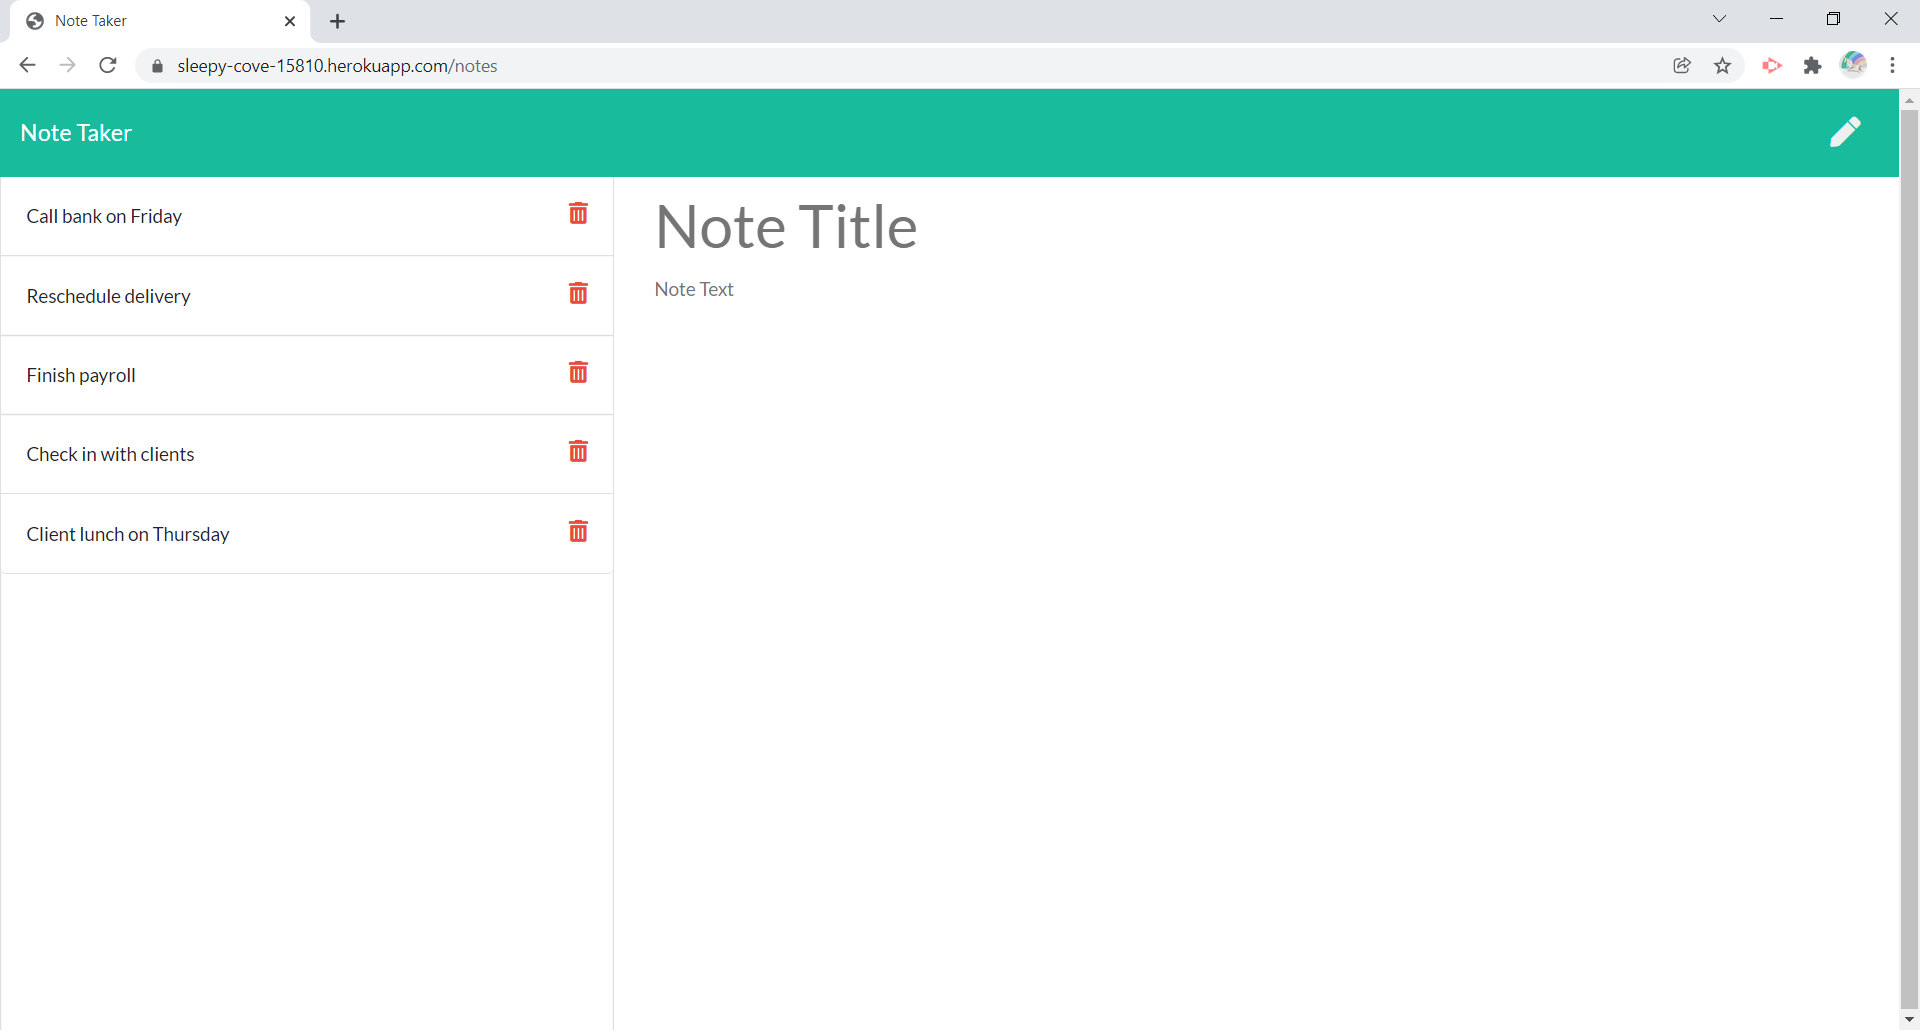 Note Taker
sleepy-cove-15810.herokuapp.com/notes
Note Taker
Call bank on Friday
Reschedule delivery
Finish payroll
Check in with clients
Client lunch on Thursday
Note Title
Note Text